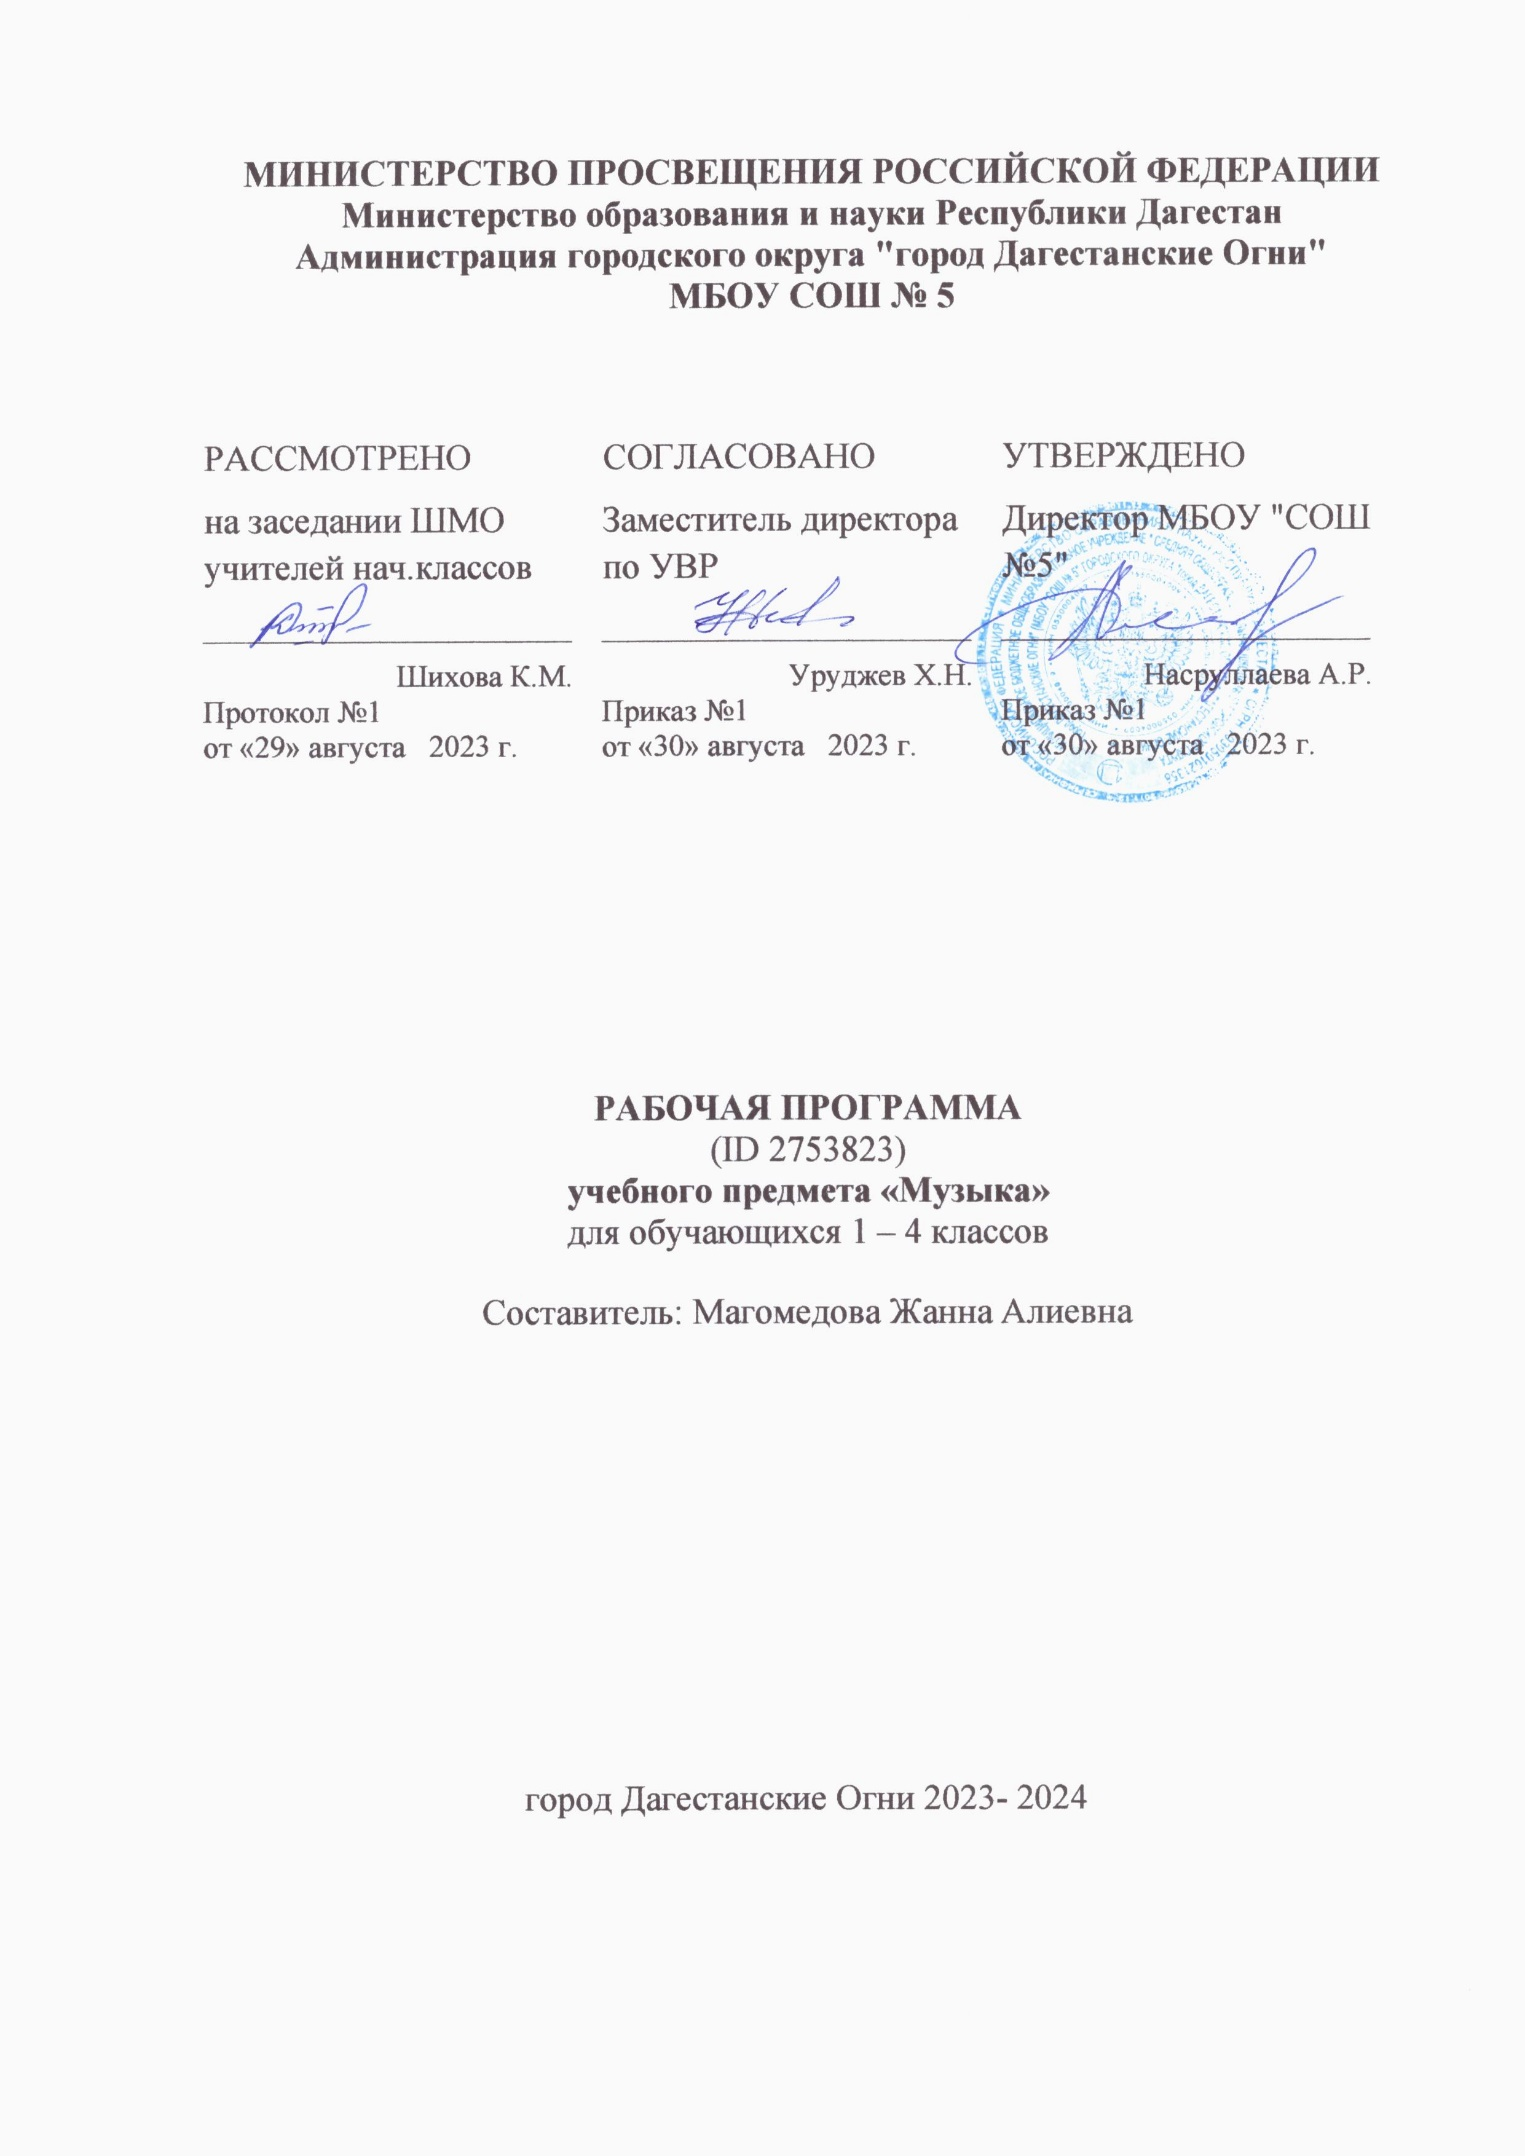 МИНИСТЕРСТВО ПРОСВЕЩЕНИЯ РОССИЙСКОЙ ФЕДЕРАЦИИ
Министерство образования и науки Республики Дагестан
Администрация городского округа "город Дагестанские Огни"
МБОУ СОШ № 5
РАССМОТРЕНО
на заседании ШМО
учителей нач.классов
Шихова К.М.
Протокол №1
от «29» августа 2023 г.
СОГЛАСОВАНО
Заместитель директора
по УВР
Уруджев Х.Н.
Приказ №1
от «30» августа 2023 г.
УТВЕРЖДЕНО
Директор МБОУ "СОШ
№5"
Насруллаева А.Р.
Приказ №1
от «30» августа 2023 г.
РАБОЧАЯ ПРОГРАММА
(ID 2753823)
учебного предмета «Музыка»
для обучающихся 1 – 4 классов
Составитель: Магомедова Жанна Алиевна
город Дагестанские Огни 2023- 2024